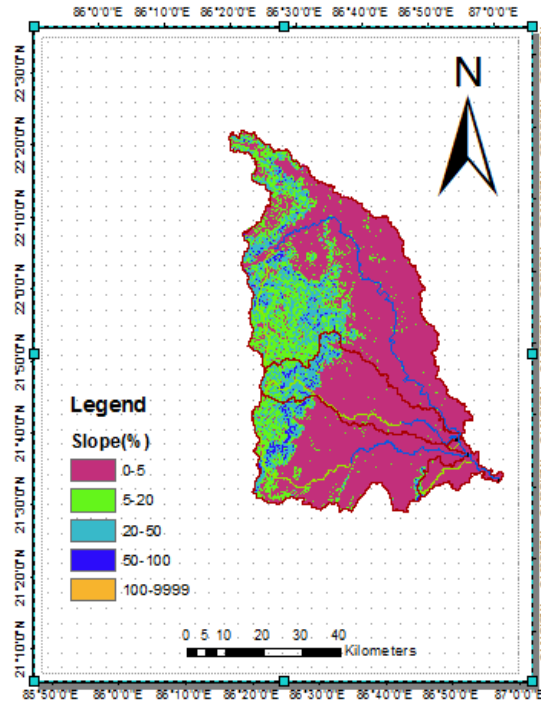 86°0'0"E 86°10'0"E 86°20'0"E 86°30'0"E 86°40'0"E 86°50'0"E 87°0'0"E
22°30'0"N
22°20'0"N
22°10'0"N
22°0'0"N
21°50'0"N
21°40'0"N
21°30'0"N
21°20'0"N
21°10'0"N
N
Legend
Slope(%)
0-5
5-20
20-50
50-100
100-9999
0 5 10 20 30 40
Kilometers
85°50'0"E 86°0'0"E 86°10'0"E 86°20'0"E 86°30'0"E 86°40'0"E 86°50'0"E 87°0'0"E